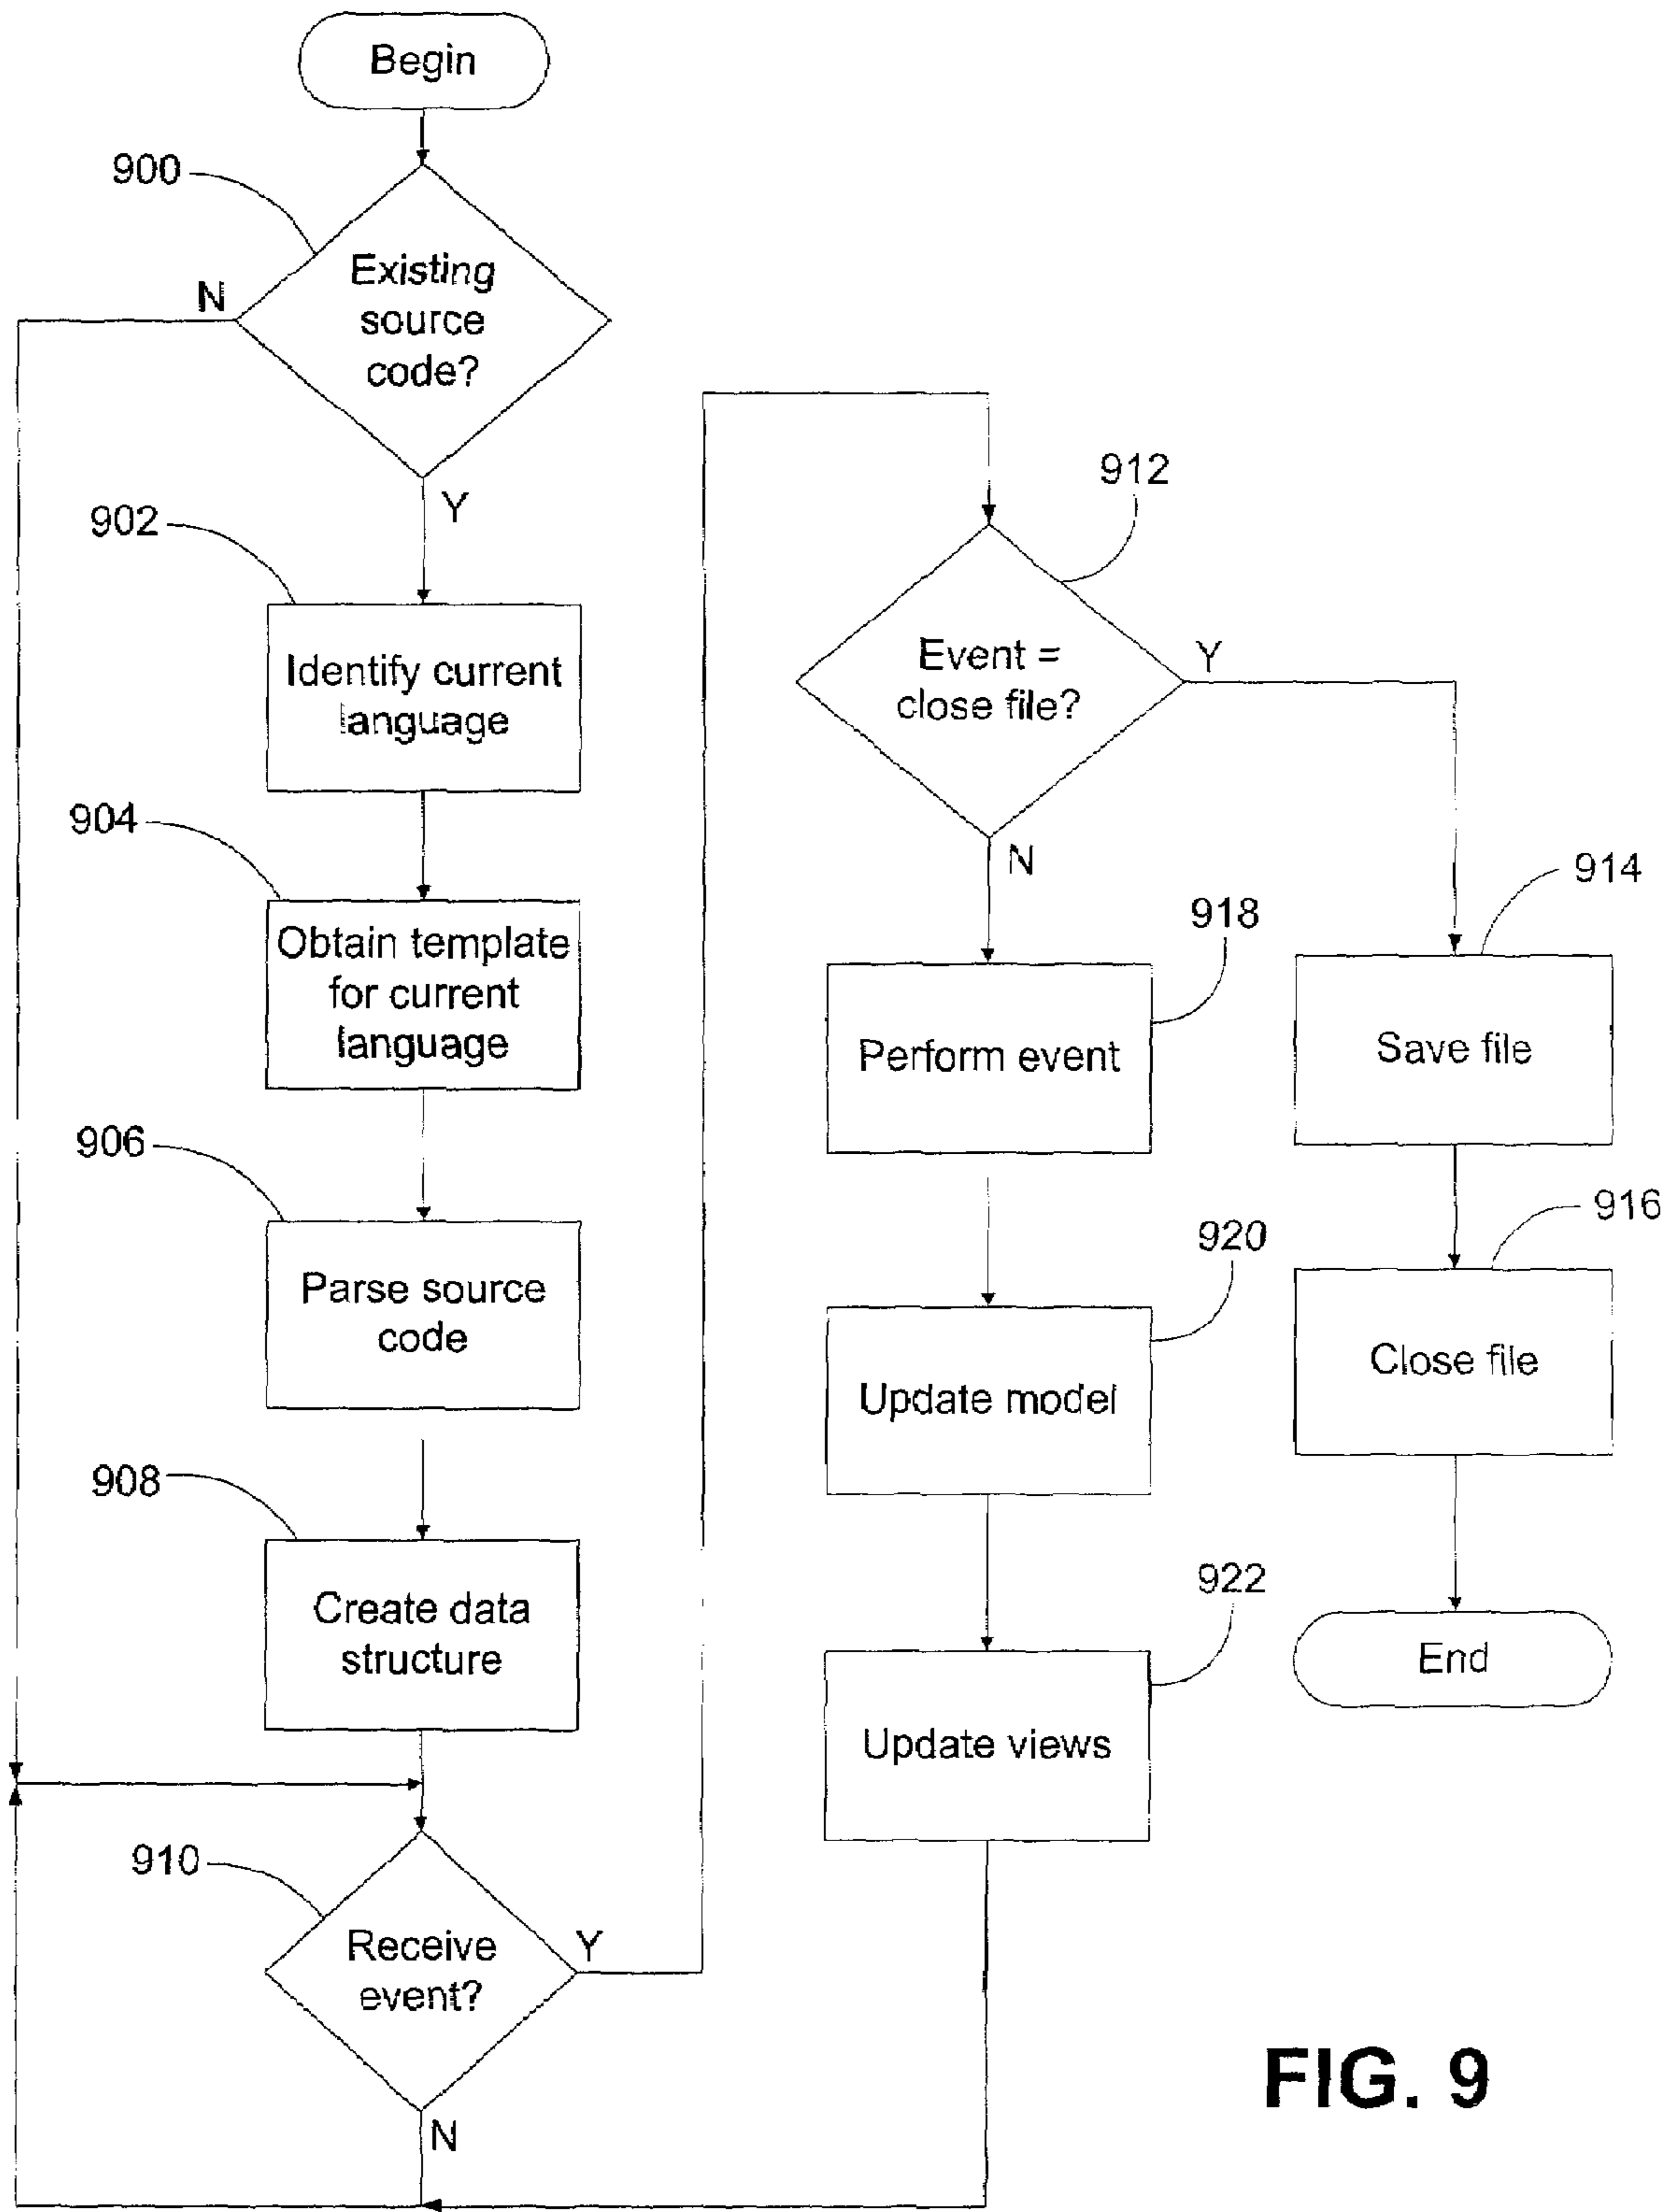 Begin
900
Existing
source
code?
N
Y
902
Identify current
language
904
Obtain template
for current
language
906
Parse source
code
908
Create data
structure
910
Receive
event?
Y
N
912
Event =
close file?
Y
N
914
Save file
916
Close file
End
918
Perform event
920
Update model
922
Update views
FIG. 9